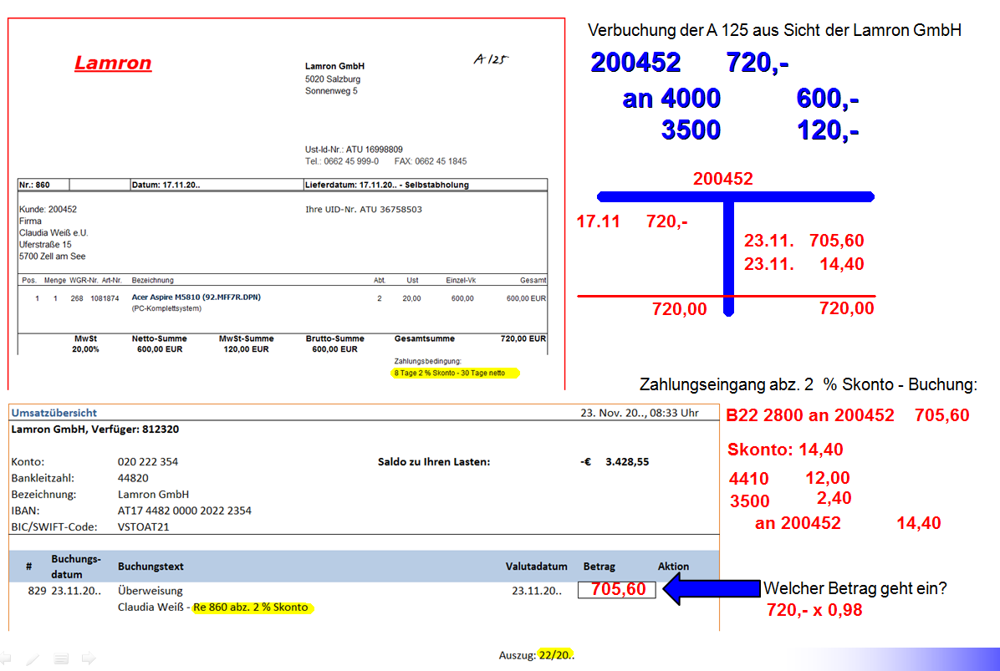 Lamron
Lamron GmbH
5020 Salzburg
Sonnenweg 5
A 125
Ust-Id-Nr.: ATU 16998809
Tel.: 0662 45 999-0 FAX: 0662 45 1845
Nr.: 860 Datum: 17.11.20.. Lieferdatum: 17.11.20.. - Selbstabholung
Kunde: 200452 Ihre UID-Nr. ATU 36758503
Firma
Claudia Weiß e.U.
Uferstraße 15
5700 Zell am See
Pos. Menge WGR-Nr. Art-Nr. Bezeichnung Abt. Ust Einzel-Vk Gesamt
1 1 268 1081874 Acer Aspire M5810 (92.MFF7R.DPN) 2 20,00 600,00 600,00 EUR
(PC-Komplettsystem)
MwSt Netto-Summe MwSt-Summe Brutto-Summe Gesamtsumme 720,00 EUR
20,00% 600,00 EUR 120,00 EUR 600,00 EUR
Zahlungsbedingung:
8 Tage 2 % Skonto - 30 Tage netto
Verbuchung der A 125 aus Sicht der Lamron GmbH
200452 720,-
an 4000 600,-
3500 120,-
200452
17.11 720,-
23.11. 705,60
23.11. 14,40
720,00 720,00
Zahlungseingang abz. 2 % Skonto - Buchung:
B22 2800 an 200452 705,60
Skonto: 14,40
4410 12,00
3500 2,40
an 200452 14,40
Umsatzübersicht 23. Nov. 20.., 08:33 Uhr
Lamron GmbH, Verfüger: 812320
Konto: 020 222 354 Saldo zu Ihren Lasten: -€ 3.428,55
Bankleitzahl: 44820
Bezeichnung: Lamron GmbH
IBAN: AT17 4482 0000 2022 2354
BIC/SWIFT-Code: VSTOAT21
# Buchungs-
datum Buchungstext Valutadatum Betrag Aktion
829 23.11.20.. Überweisung 23.11.20.. 705,60
Claudia Weiß - Re 860 abz. 2 % Skonto
Welcher Betrag geht ein?
720,- x 0,98
Auszug: 22/20..